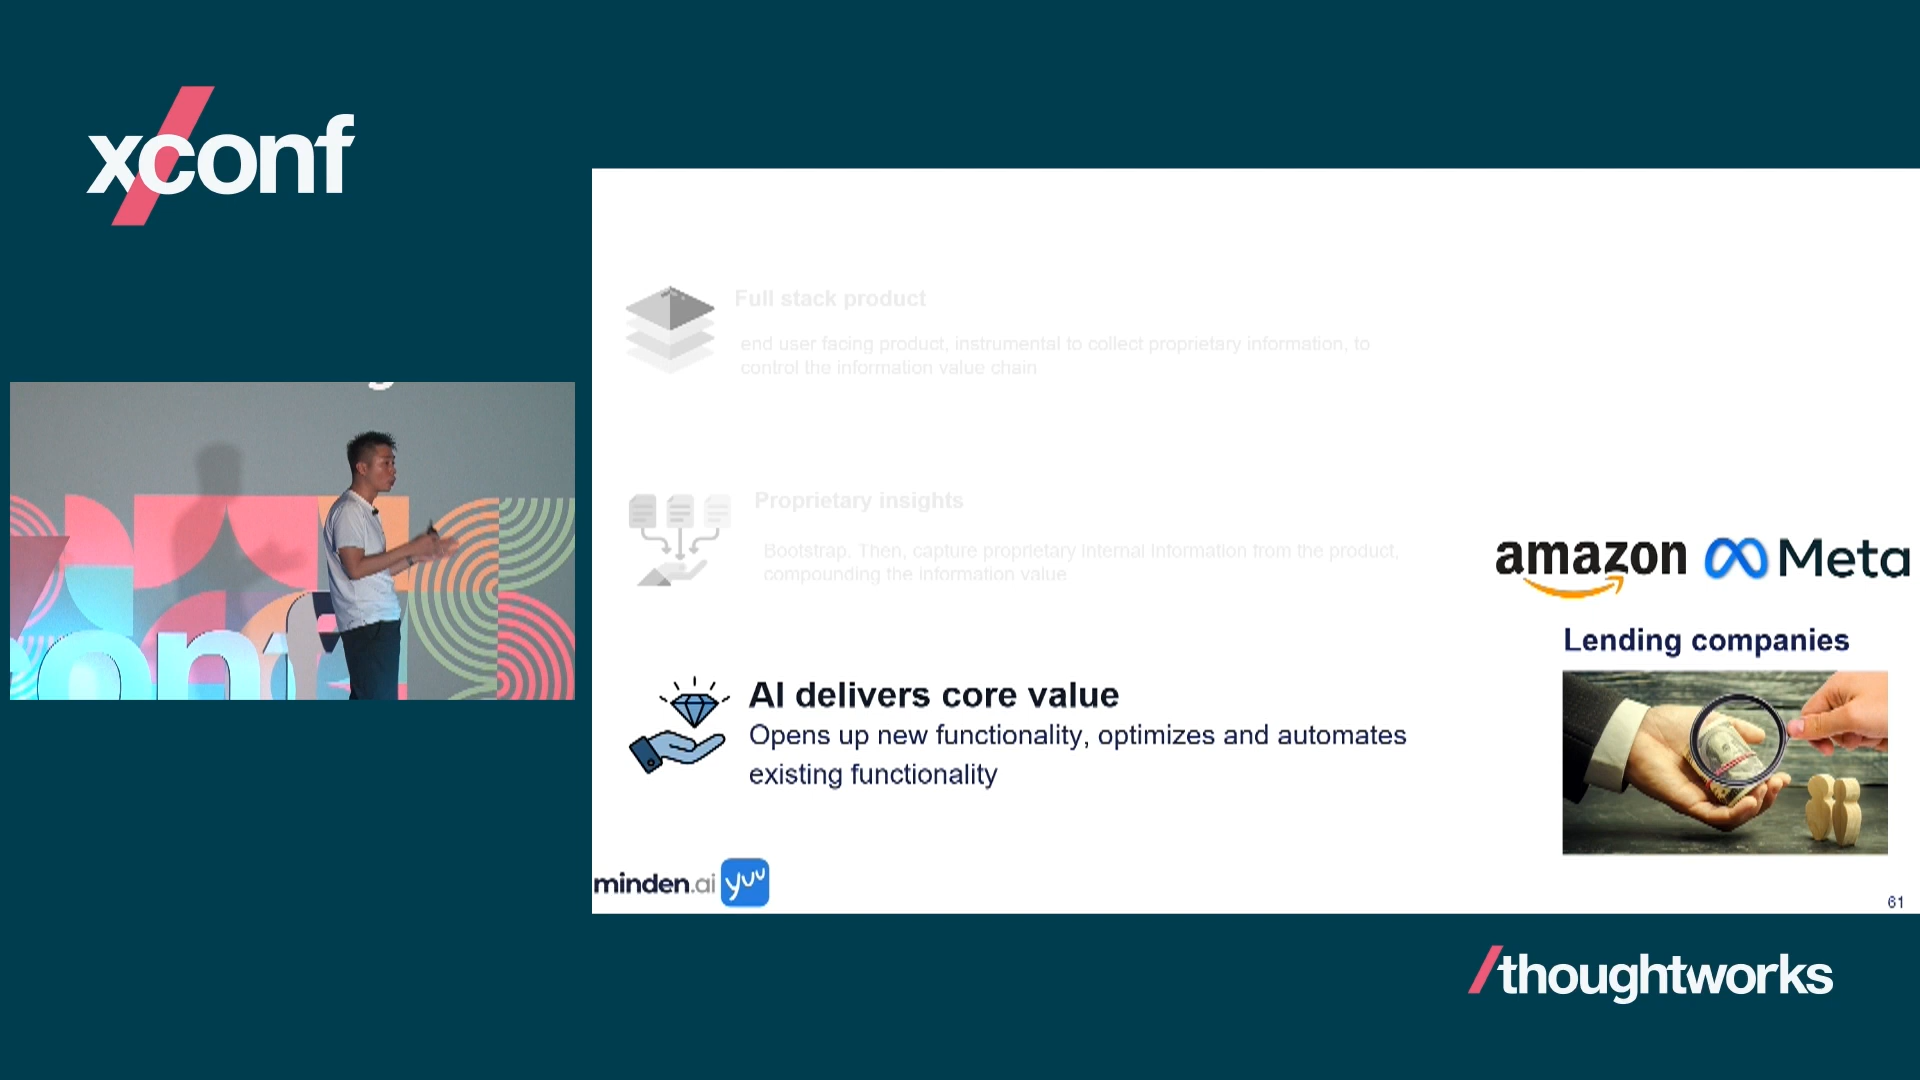 xconf
Full stack product
end user facing product, instrumental to collect proprietary information, to
control the information value chain
Proprietary insights
Bootstrap. Then, capture proprietary internal information from the product,
compounding the information value
amazon Meta
Lending companies
AI delivers core value
Opens up new functionality, optimizes and automates
existing functionality
minden.ai yuu
61
onf
/thoughtworks